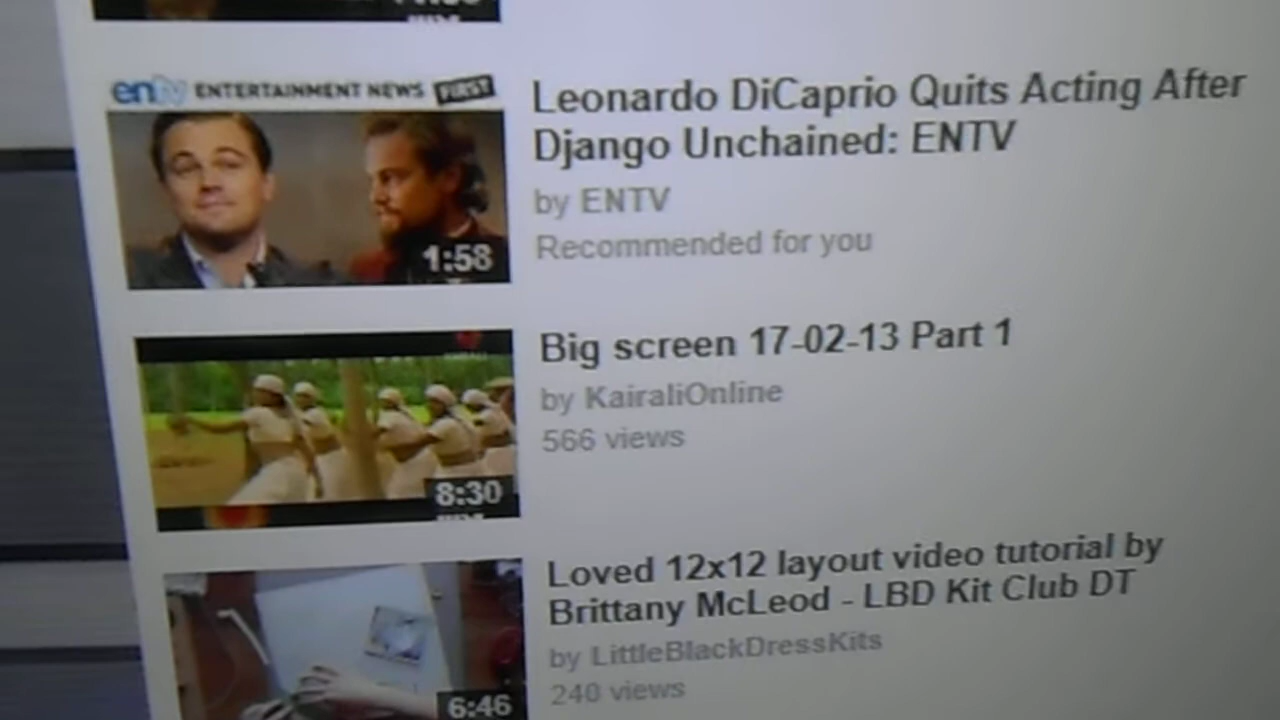 entv ENTERTAINMENT NEWS FIRST
1:58
Leonardo DiCaprio Quits Acting After
Django Unchained: ENTV
by ENTV
Recommended for you
8:30
Big screen 17-02-13 Part 1
by KairaliOnline
566 views
6:46
Loved 12x12 layout video tutorial by
Brittany McLeod - LBD Kit Club DT
by LittleBlackDressKits
240 views